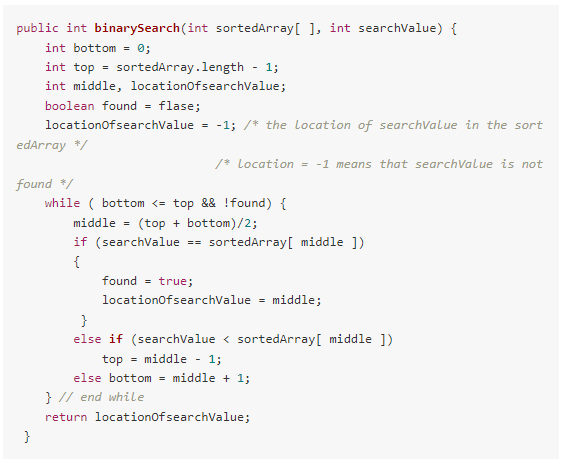 public int binarySearch(int sortedArray[ ], int searchValue) {
    int bottom = 0;
    int top = sortedArray.length - 1;
    int middle, locationOfsearchValue;
    boolean found = flase;
    locationOfsearchValue = -1; /* the location of searchValue in the sort
edArray */
                            /* location = -1 means that searchValue is not
found */
    while ( bottom <= top && !found) {
        middle = (top + bottom)/2;
        if (searchValue == sortedArray[ middle ])
        {
            found = true;
            locationOfsearchValue = middle;
         }
        else if (searchValue < sortedArray[ middle ])
            top = middle - 1;
        else bottom = middle + 1;
    } // end while
    return locationOfsearchValue;
 }